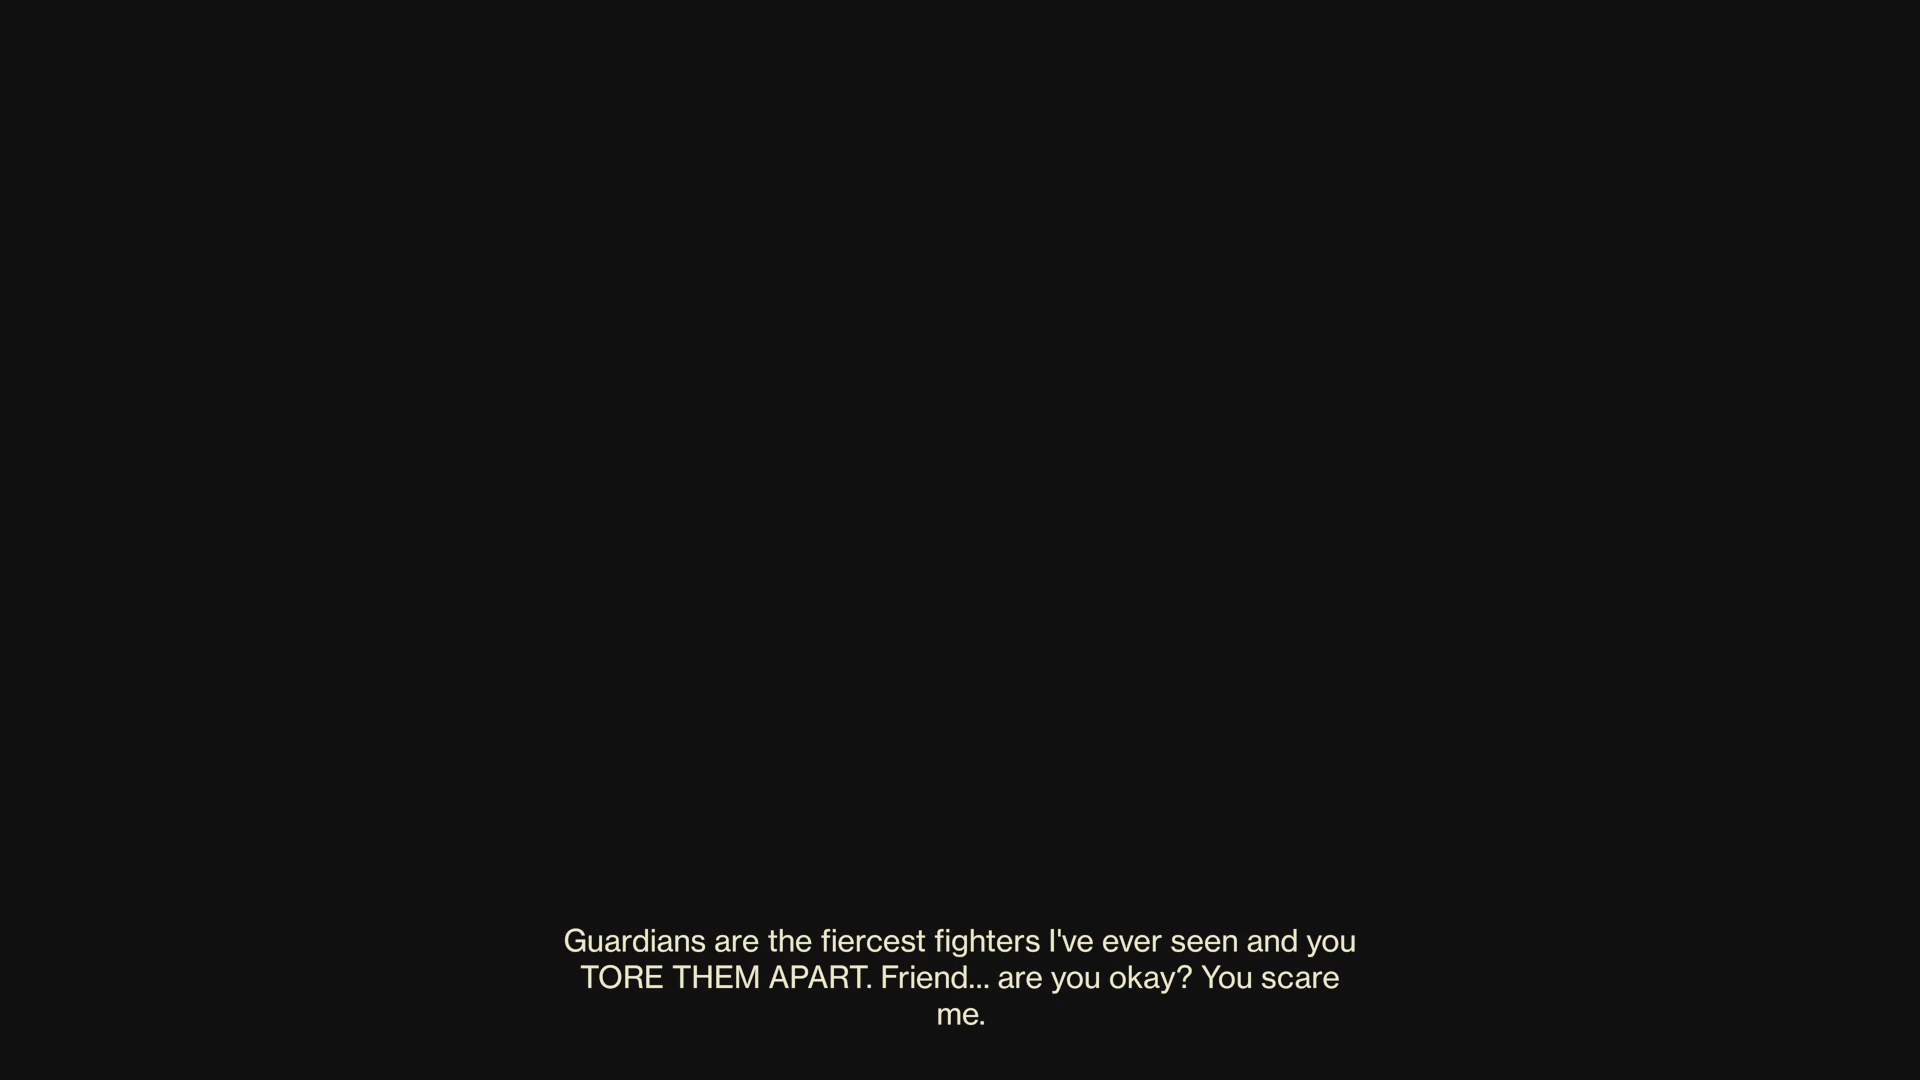 Guardians are the fiercest fighters I've ever seen and you
TORE THEM APART. Friend... are you okay? You scare
me.